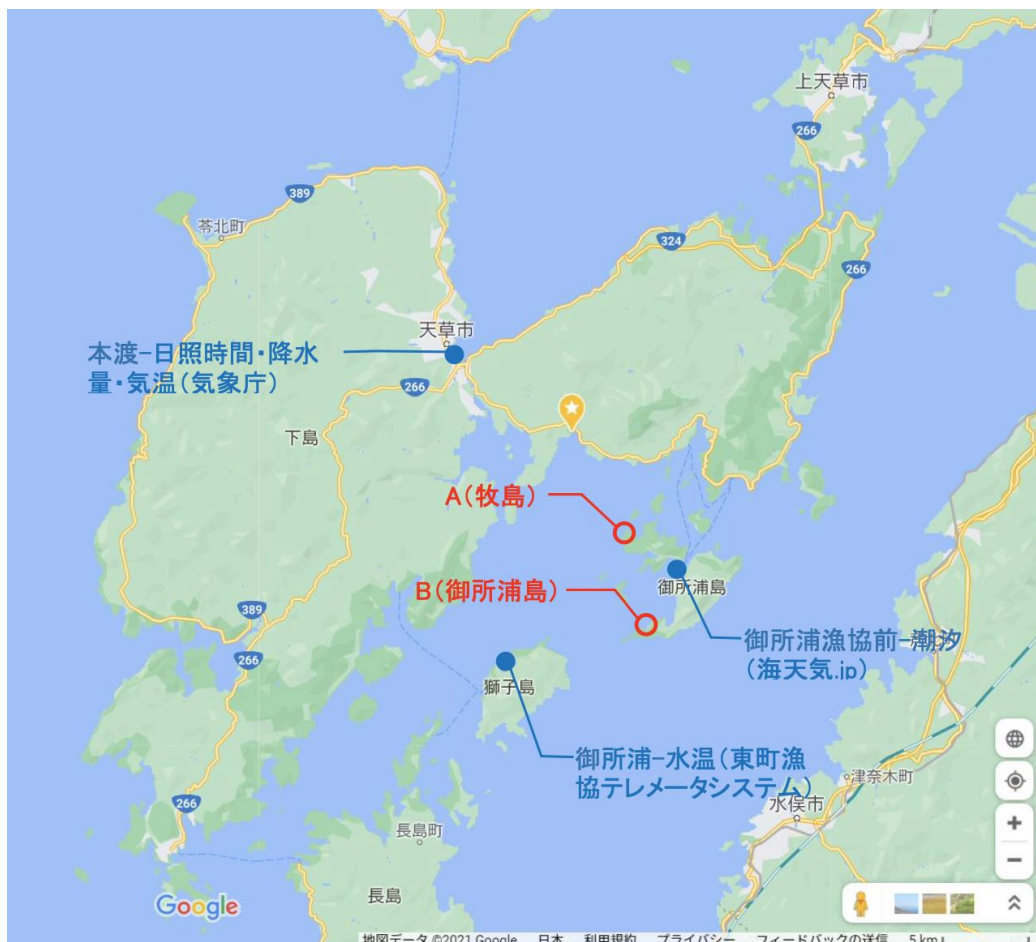 上天草市
266
389
苓北町
324
266
天草市
本渡-日照時間・降水
量・気温(気象庁)
266
下島
A(牧島)
B(御所浦島)
御所浦島
389
御所浦漁協前-潮汐
(海天気.jp)
266
獅子島
御所浦-水温(東町漁
協テレメータシステム)
津奈木町
水俣市
266
長島町
長島
Google
地図データ ©2021 Google 日本 利用規約 プライバシー フィードバックの送信 5 km